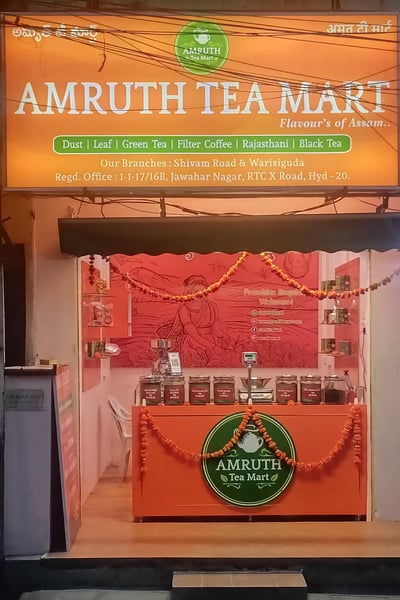 అమృత్ టీ మార్ట్
अमृत टी मार्ट
AMRUTH
Tea Mart
AMRUTH TEA MART
Flavour's of Assam..
Dust | Leaf | Green Tea | Filter Coffee | Rajasthani | Black Tea
Our Branches : Shivam Road & Warisiguda
Regd. Office : 1-1-17/16B, Jawahar Nagar, RTC X Road, Hyd - 20.
AMRUTH
Tea Mart